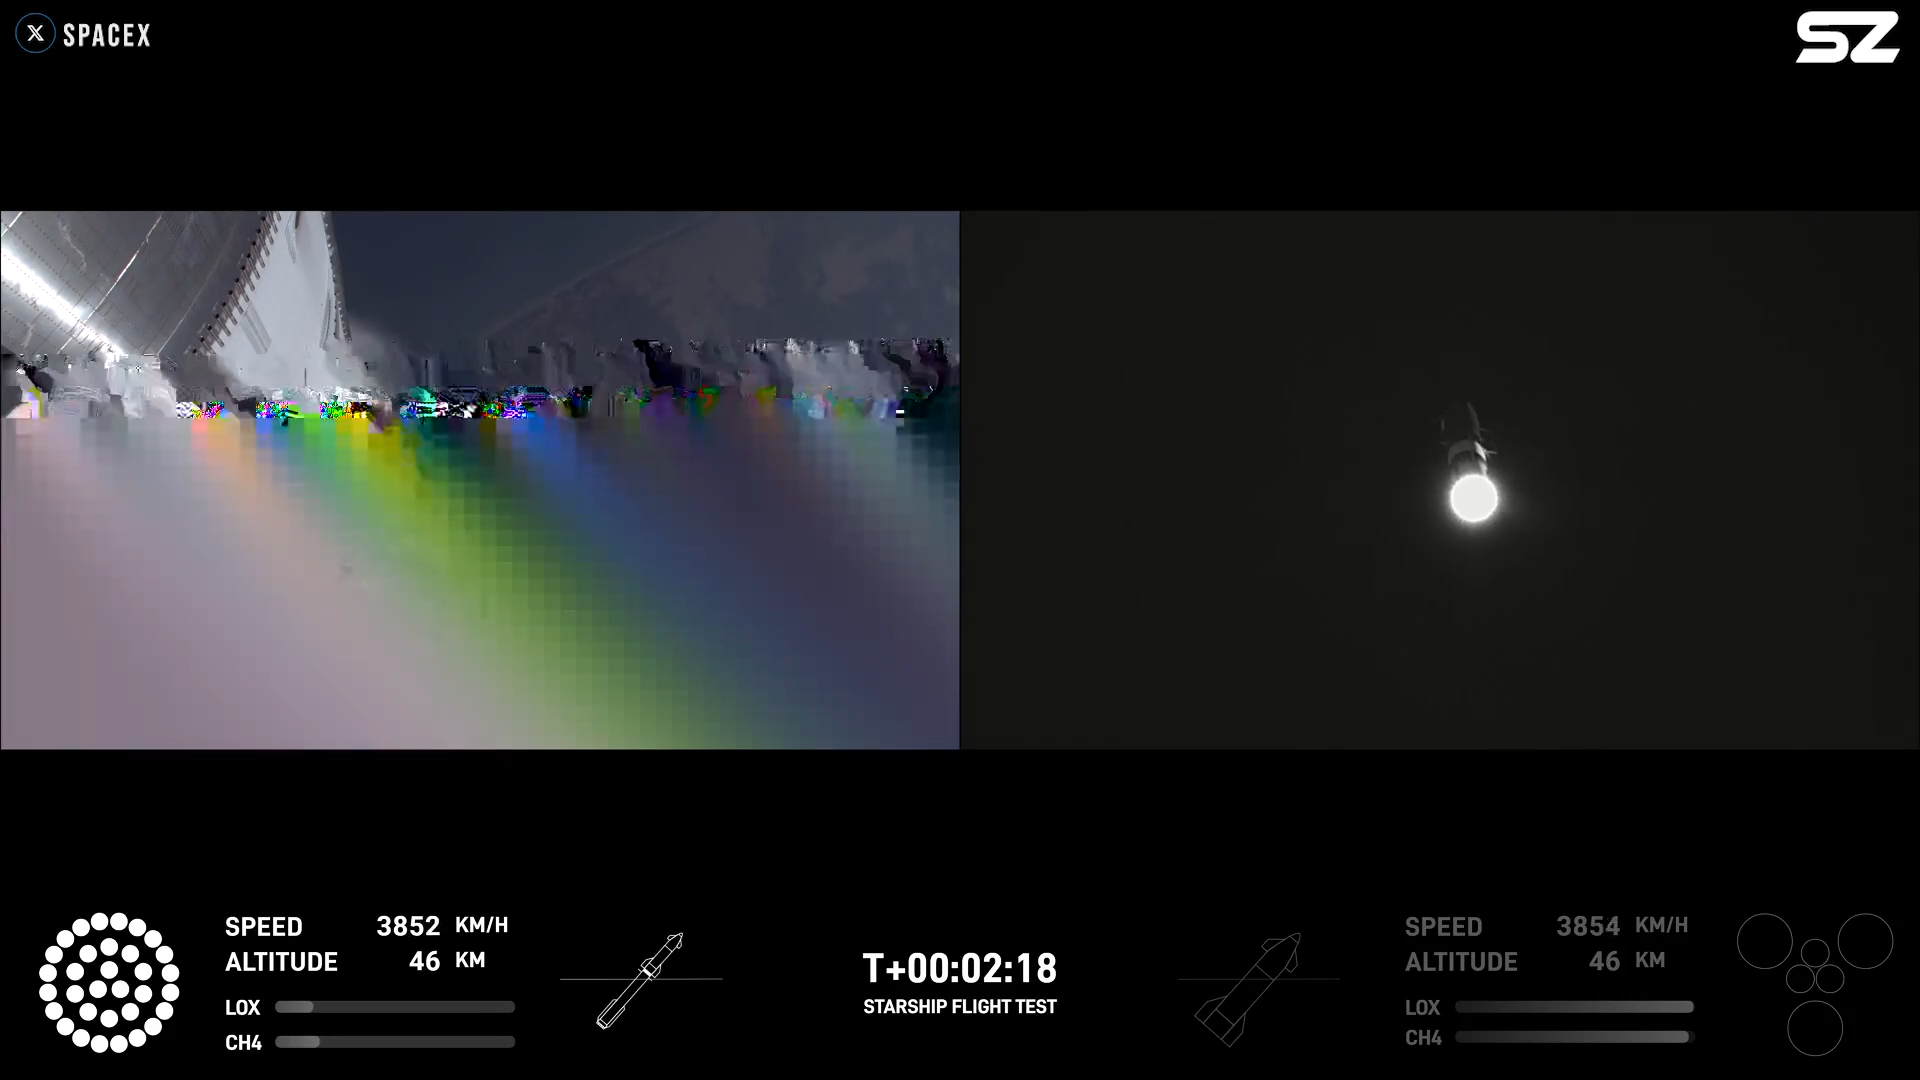 X SPACEX
SZ
SPEED 3852 KM/H
ALTITUDE 46 KM
LOX
CH4
T+00:02:18
STARSHIP FLIGHT TEST
SPEED 3854 KM/H
ALTITUDE 46 KM
LOX
CH4